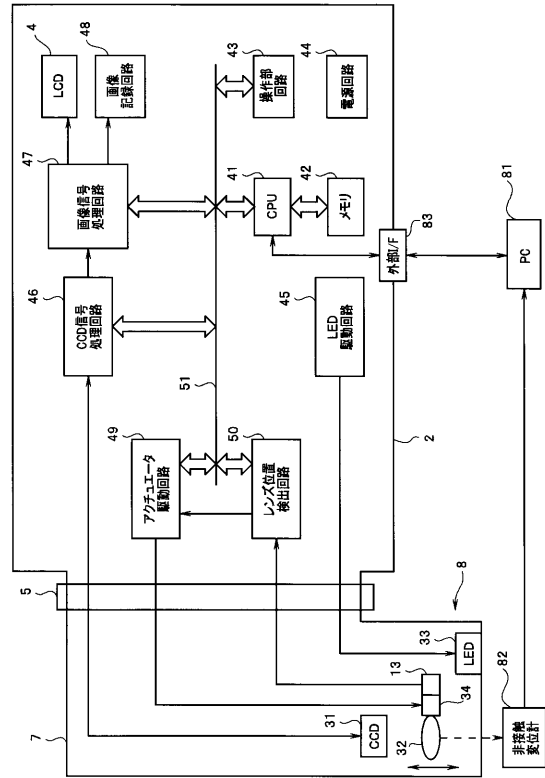 4
LCD
48
画像
記録回路
47
画像信号
処理回路
43
操作部
回路
44
電源回路
41
CPU
42
メモリ
46
CCD信号
処理回路
45
LED
駆動回路
83
外部I/F
81
PC
51
49
アクチュエータ
駆動回路
50
レンズ位置
検出回路
2
5
7
8
31
CCD
32
13
34
33
LED
82
非接触
変位計